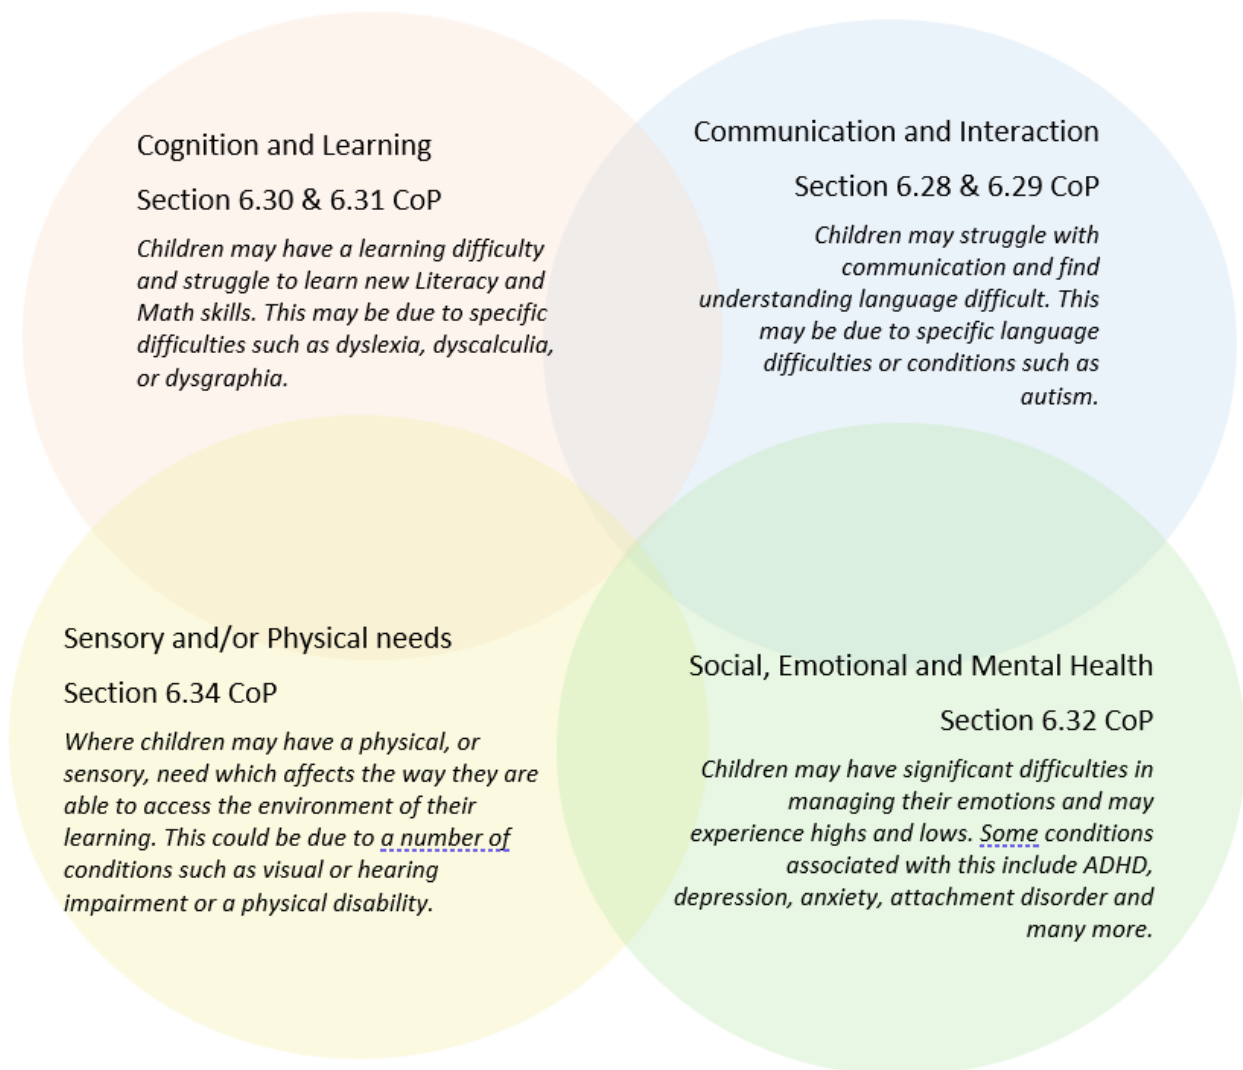 Cognition and Learning
Section 6.30 & 6.31 CoP
Children may have a learning difficulty
and struggle to learn new Literacy and
Math skills. This may be due to specific
difficulties such as dyslexia, dyscalculia,
or dysgraphia.
Communication and Interaction
Section 6.28 & 6.29 CoP
Children may struggle with
communication and find
understanding language difficult. This
may be due to specific language
difficulties or conditions such as
autism.
Sensory and/or Physical needs
Section 6.34 CoP
Where children may have a physical, or
sensory, need which affects the way they are
able to access the environment of their
learning. This could be due to a number of
conditions such as visual or hearing
impairment or a physical disability.
Social, Emotional and Mental Health
Section 6.32 CoP
Children may have significant difficulties in
managing their emotions and may
experience highs and lows. Some conditions
associated with this include ADHD,
depression, anxiety, attachment disorder and
many more.